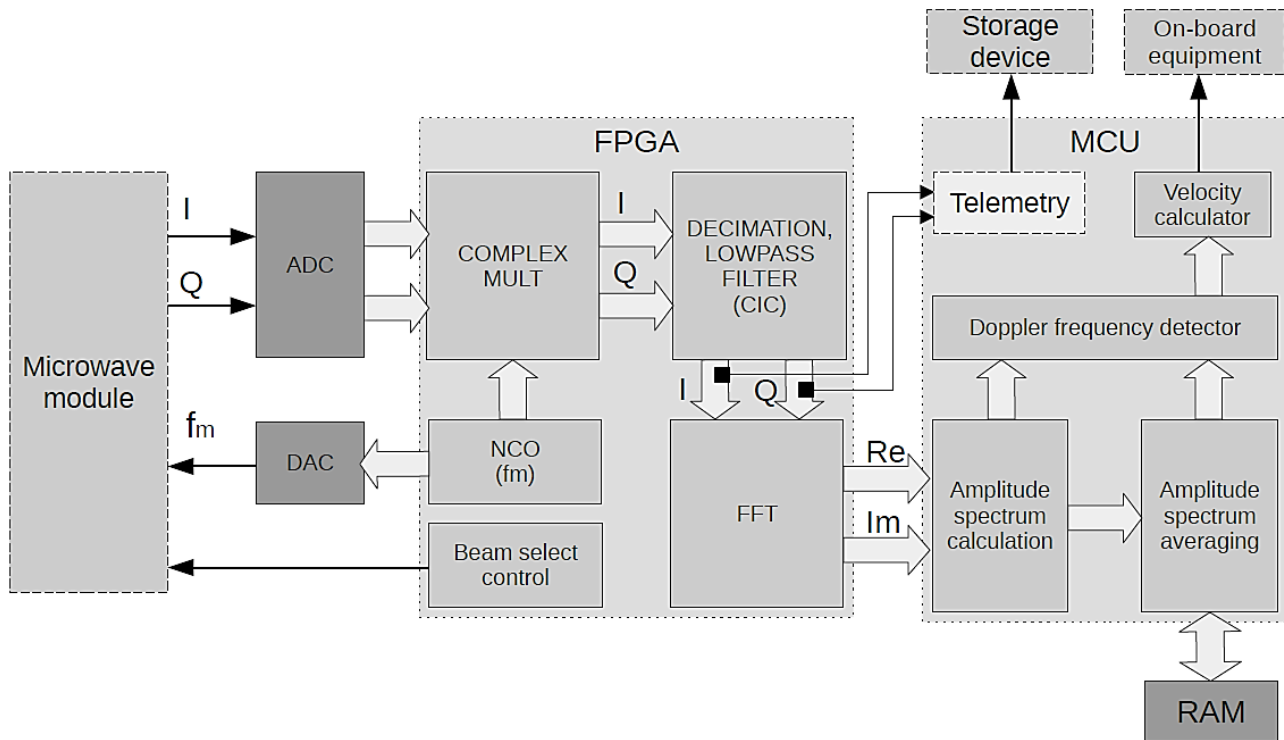 Storage
device
On-board
equipment
FPGA
MCU
Microwave
module
I
Q
ADC
COMPLEX
MULT
I
Q
DECIMATION,
LOWPASS
FILTER
(CIC)
Telemetry
Velocity
calculator
Doppler frequency detector
I
Q
fm
DAC
NCO
(fm)
Beam select
control
FFT
Re
Im
Amplitude
spectrum
calculation
Amplitude
spectrum
averaging
RAM